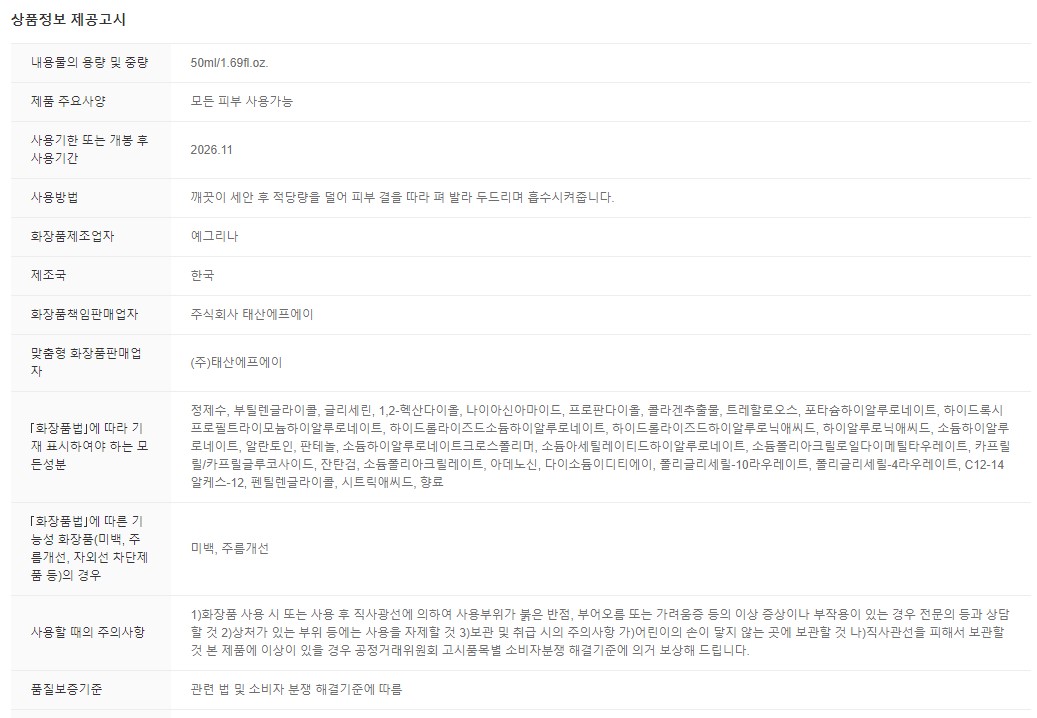 상품정보 제공고시
내용물의 용량 및 중량
50ml/1.69fl.oz.
제품 주요사양
모든 피부 사용가능
사용기한 또는 개봉 후
사용기간
2026.11
사용방법
깨끗이 세안 후 적당량을 덜어 피부 결을 따라 펴 발라 두드리며 흡수시켜줍니다.
화장품제조업자
예그리나
제조국
한국
화장품책임판매업자
주식회사 태산에프에이
맞춤형 화장품판매업
자
(주)태산에프에이
「화장품법」에 따라 기
재 표시하여야 하는 모
든성분
정제수, 부틸렌글라이콜, 글리세린, 1,2-헥산다이올, 나이아신아마이드, 프로판다이올, 콜라겐추출물, 트레할로오스, 포타슘하이알루로네이트, 하이드록시
프로필트라이모늄하이알루로네이트, 하이드롤라이즈드소듐하이알루로네이트, 하이드롤라이즈드하이알루로닉애씨드, 하이알루로닉애씨드, 소듐하이알루
로네이트, 알란토인, 판테놀, 소듐하이알루로네이트크로스폴리머, 소듐아세틸레이티드하이알루로네이트, 소듐폴리아크릴로일다이메틸타우레이트, 카프릴
릴/카프릴글루코사이드, 잔탄검, 소듐폴리아크릴레이트, 아데노신, 다이소듐이디티에이, 폴리글리세릴-10라우레이트, 폴리글리세릴-4라우레이트, C12-14
알케스-12, 펜틸렌글라이콜, 시트릭애씨드, 향료
「화장품법」에 따른 기
능성 화장품(미백, 주
름개선, 자외선 차단제
품 등)의 경우
미백, 주름개선
사용할 때의 주의사항
1)화장품 사용 시 또는 사용 후 직사광선에 의하여 사용부위가 붉은 반점, 부어오름 또는 가려움증 등의 이상 증상이나 부작용이 있는 경우 전문의 등과 상담
할 것 2)상처가 있는 부위 등에는 사용을 자제할 것 3)보관 및 취급 시의 주의사항 가)어린이의 손이 닿지 않는 곳에 보관할 것 나)직사관선을 피해서 보관할
것 본 제품에 이상이 있을 경우 공정거래위원회 고시품목별 소비자분쟁 해결기준에 의거 보상해 드립니다.
품질보증기준
관련 법 및 소비자 분쟁 해결기준에 따름